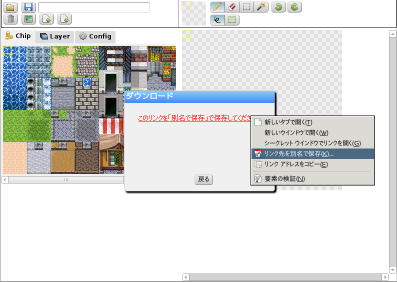 Chip
Layer
Config
ダウンロード
このリンクを「別名で保存」で保存してくださ
新しいタブで開く(T)
新しいウインドウで開く(W)
シークレット ウインドウでリンクを開く(G)
リンク先を別名で保存(K)...
リンク アドレスをコピー(E)
要素の検証(N)
戻る